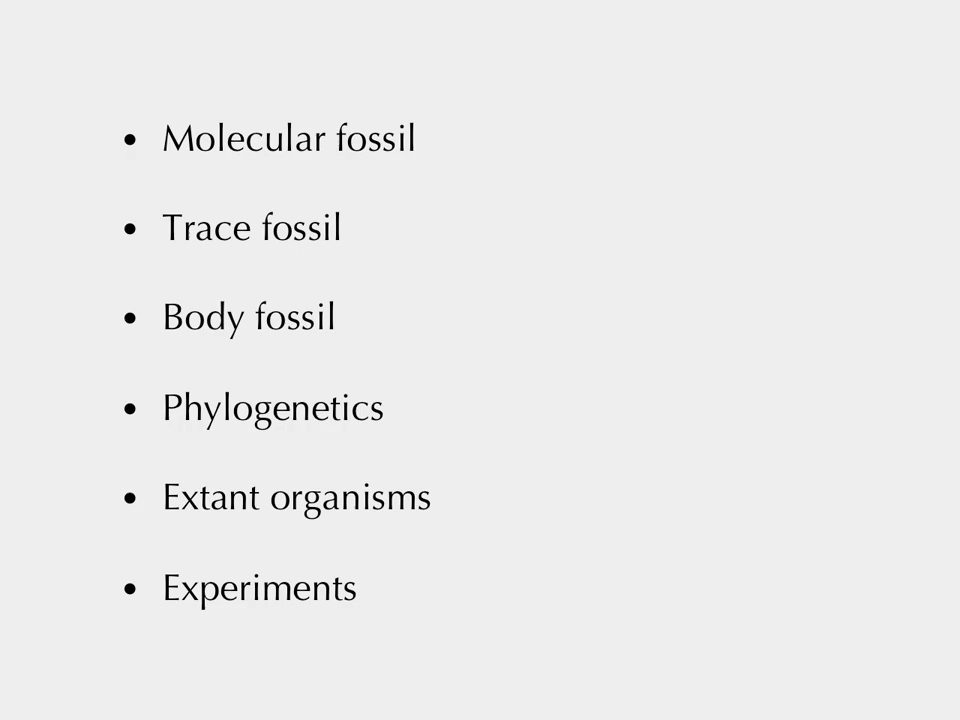 • Molecular fossil
• Trace fossil
• Body fossil
• Phylogenetics
• Extant organisms
• Experiments